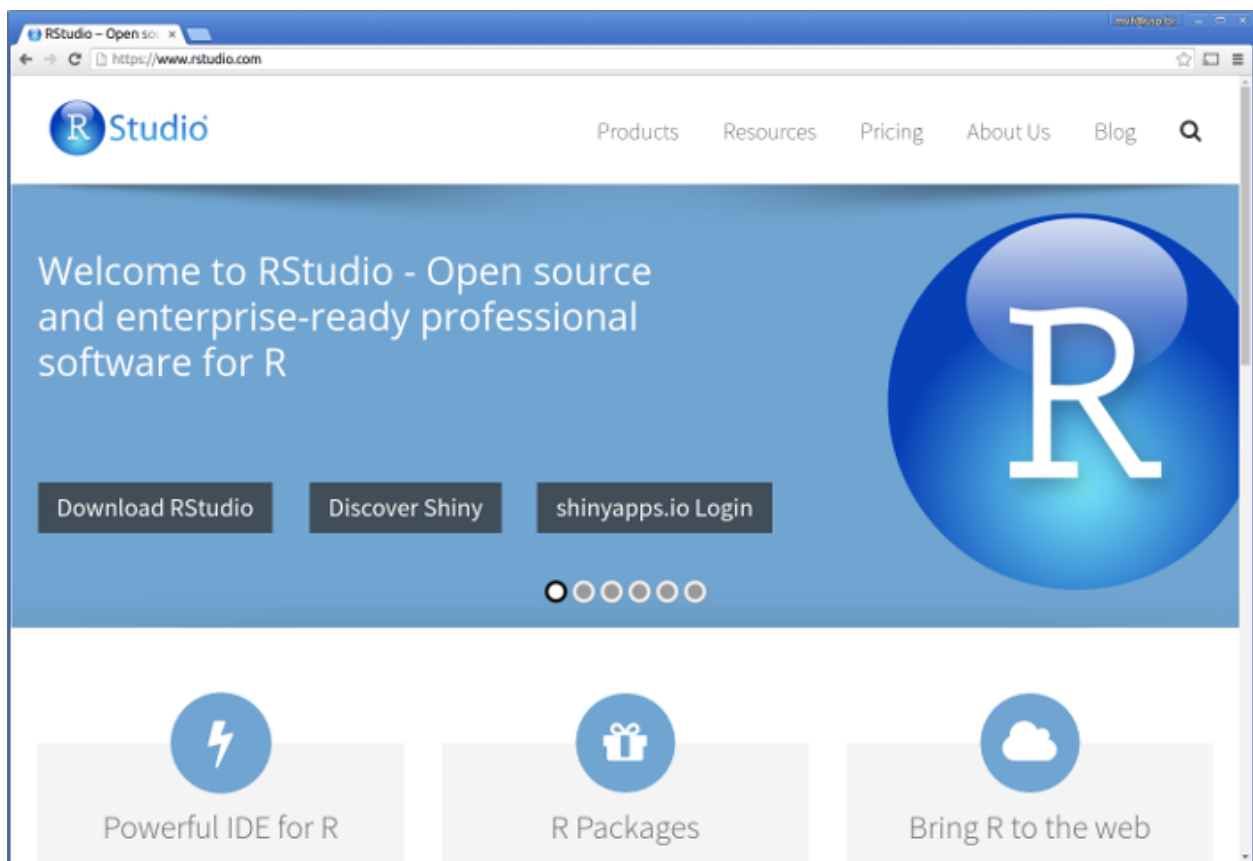 RStudio – Open sou
https://www.rstudio.com
R Studio
Products Resources Pricing About Us Blog
Welcome to RStudio - Open source
and enterprise-ready professional
software for R
R
Download RStudio Discover Shiny shinyapps.io Login
Powerful IDE for R R Packages Bring R to the web